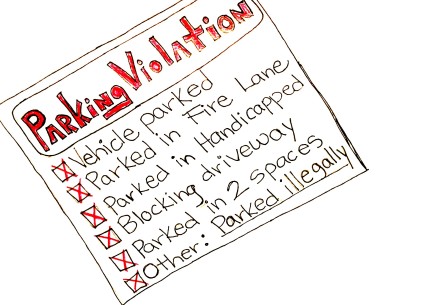 Parking Violation
Vehicle parked
Parked in Fire Lane
Parked in Handicapped
Blocking driveway
Parked in 2 spaces
Other: Parked illegally